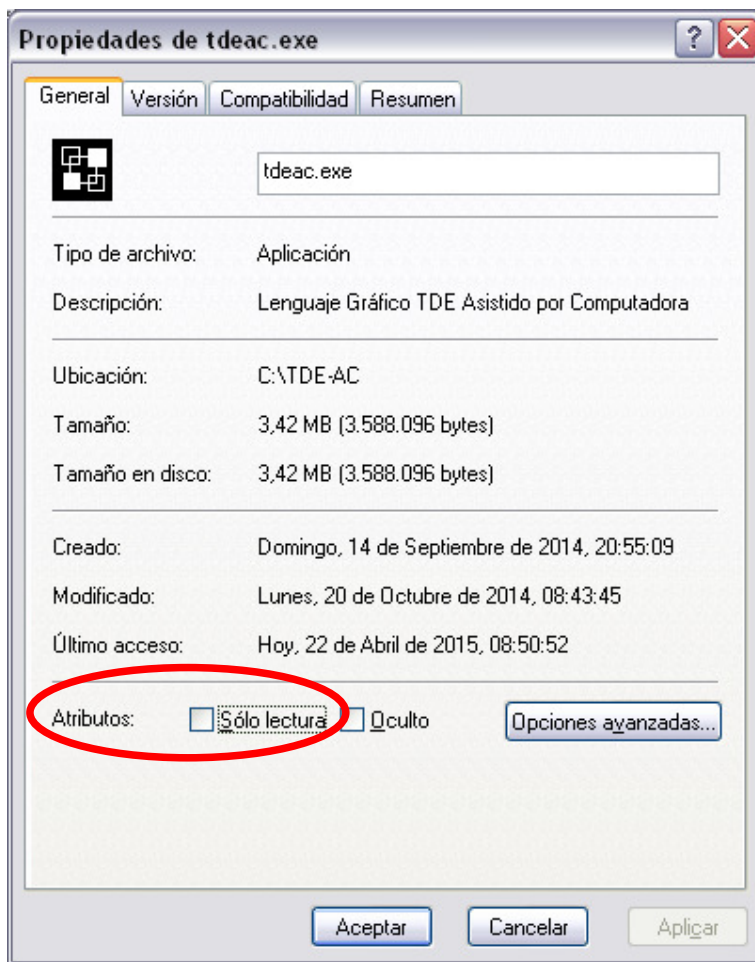 Propiedades de tdeac.exe
?
General Versión Compatibilidad Resumen
tdeac.exe
Tipo de archivo: Aplicación
Descripción: Lenguaje Gráfico TDE Asistido por Computadora
Ubicación: C:\TDE-AC
Tamaño: 3,42 MB (3.588.096 bytes)
Tamaño en disco: 3,42 MB (3.588.096 bytes)
Creado: Domingo, 14 de Septiembre de 2014, 20:55:09
Modificado: Lunes, 20 de Octubre de 2014, 08:43:45
Último acceso: Hoy, 22 de Abril de 2015, 08:50:52
Atributos: Sólo lectura Oculto Opciones avanzadas...
Aceptar Cancelar Aplicar